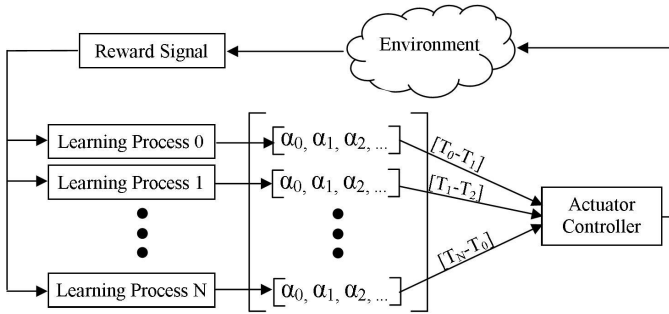 Reward Signal
Environment
Learning Process 0
[α₀, α₁, α₂, ...]
[T₀-T₁]
Learning Process 1
[α₀, α₁, α₂, ...]
[T₁-T₂]
Actuator
Controller
[T_N-T₀]
Learning Process N
[α₀, α₁, α₂, ...]